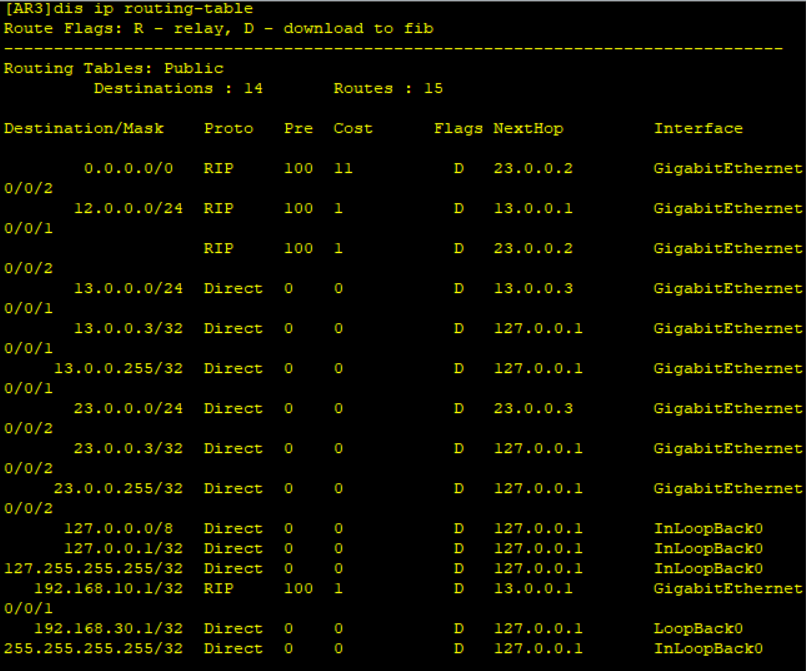 [AR3]dis ip routing-table
Route Flags: R - relay, D - download to fib
------------------------------------------------------------------------------
Routing Tables: Public
         Destinations : 14       Routes : 15

Destination/Mask    Proto   Pre  Cost      Flags NextHop         Interface

        0.0.0.0/0   RIP     100  11          D   23.0.0.2        GigabitEthernet
0/0/2
       12.0.0.0/24  RIP     100  1           D   13.0.0.1        GigabitEthernet
0/0/1
                    RIP     100  1           D   23.0.0.2        GigabitEthernet
0/0/2
       13.0.0.0/24  Direct  0    0           D   13.0.0.3        GigabitEthernet
0/0/1
       13.0.0.3/32  Direct  0    0           D   127.0.0.1       GigabitEthernet
0/0/1
     13.0.0.255/32  Direct  0    0           D   127.0.0.1       GigabitEthernet
0/0/1
       23.0.0.0/24  Direct  0    0           D   23.0.0.3        GigabitEthernet
0/0/2
       23.0.0.3/32  Direct  0    0           D   127.0.0.1       GigabitEthernet
0/0/2
     23.0.0.255/32  Direct  0    0           D   127.0.0.1       GigabitEthernet
0/0/2
      127.0.0.0/8   Direct  0    0           D   127.0.0.1       InLoopBack0
      127.0.0.1/32  Direct  0    0           D   127.0.0.1       InLoopBack0
127.255.255.255/32  Direct  0    0           D   127.0.0.1       InLoopBack0
   192.168.10.1/32  RIP     100  1           D   13.0.0.1        GigabitEthernet
0/0/1
   192.168.30.1/32  Direct  0    0           D   127.0.0.1       LoopBack0
255.255.255.255/32  Direct  0    0           D   127.0.0.1       InLoopBack0